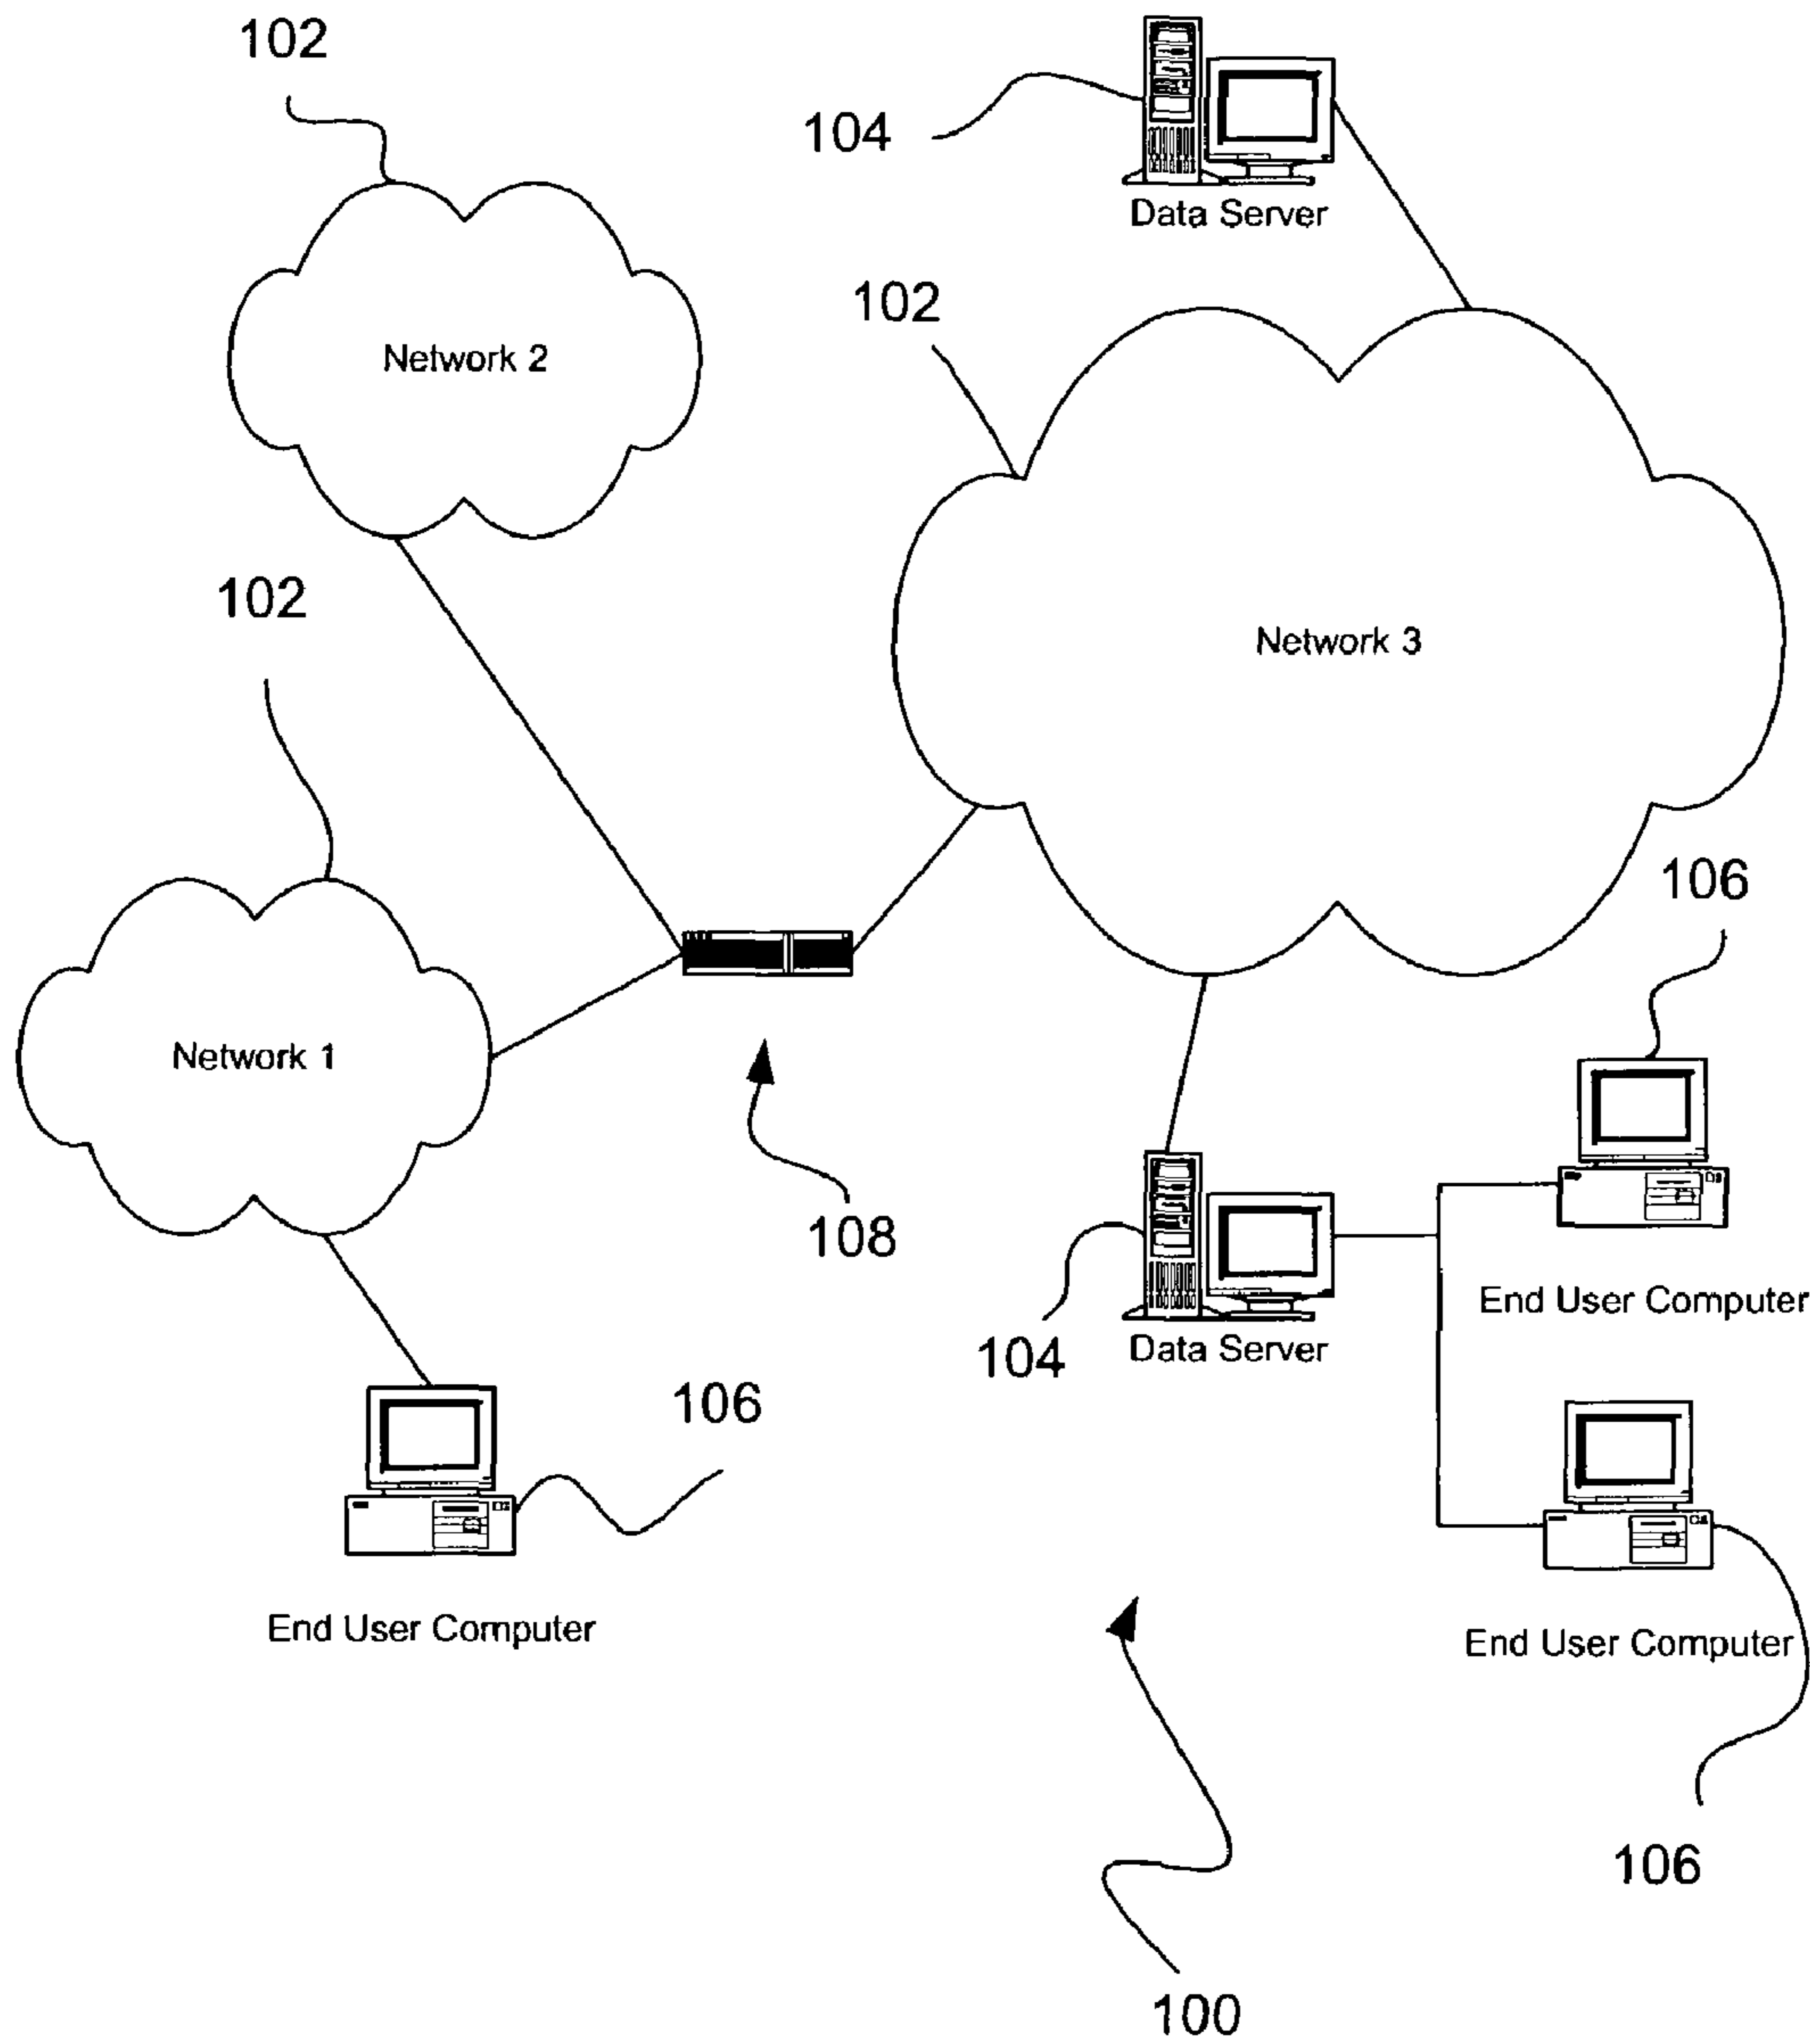 102
104
Data Server
102
Network 2
102
Network 3
106
Network 1
108
End User Computer
104
Data Server
106
End User Computer
End User Computer
106
100